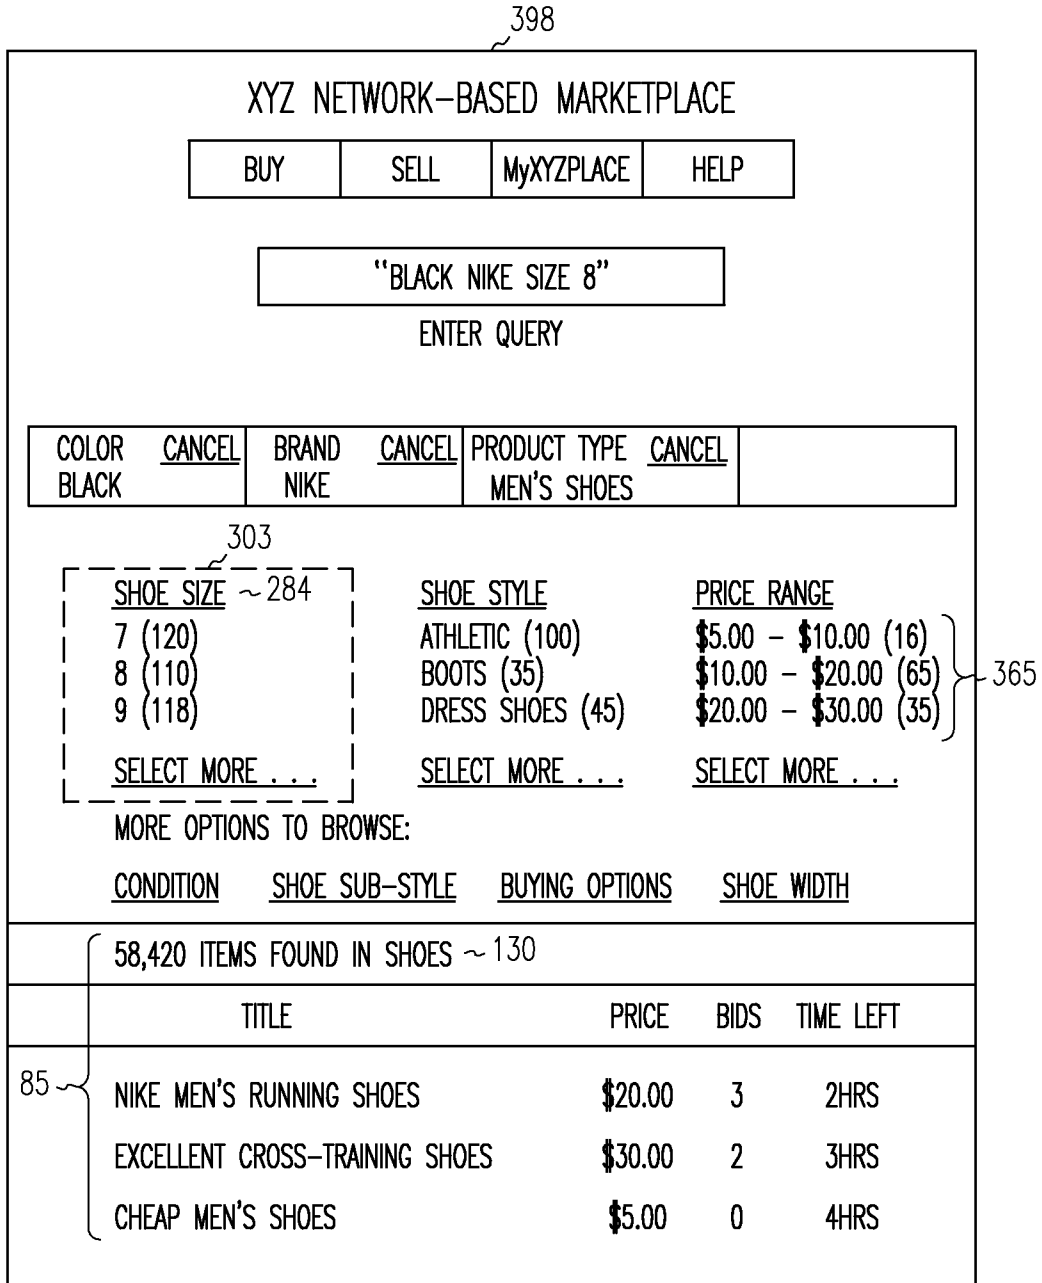 398
XYZ NETWORK-BASED MARKETPLACE
BUY SELL MyXYZPLACE HELP
"BLACK NIKE SIZE 8"
ENTER QUERY
COLOR CANCEL BRAND CANCEL PRODUCT TYPE CANCEL
BLACK NIKE MEN'S SHOES
303
SHOE SIZE ~284 SHOE STYLE PRICE RANGE
7 (120) ATHLETIC (100) $5.00 - $10.00 (16)
8 (110) BOOTS (35) $10.00 - $20.00 (65) 365
9 (118) DRESS SHOES (45) $20.00 - $30.00 (35)
SELECT MORE . . . SELECT MORE . . . SELECT MORE . . .
MORE OPTIONS TO BROWSE:
CONDITION SHOE SUB-STYLE BUYING OPTIONS SHOE WIDTH
58,420 ITEMS FOUND IN SHOES ~130
TITLE PRICE BIDS TIME LEFT
85 NIKE MEN'S RUNNING SHOES $20.00 3 2HRS
EXCELLENT CROSS-TRAINING SHOES $30.00 2 3HRS
CHEAP MEN'S SHOES $5.00 0 4HRS